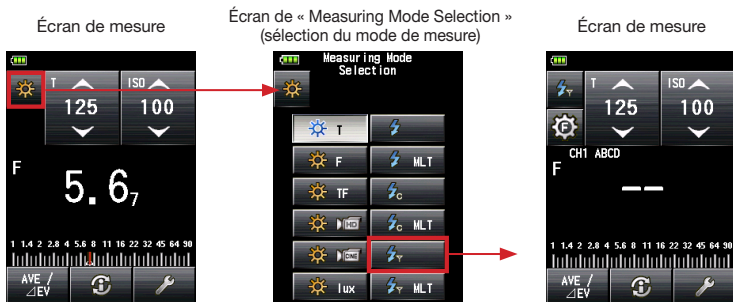 Écran de mesure
Écran de « Measuring Mode Selection »
(sélection du mode de mesure)
Écran de mesure
T
125
ISO
100
F
5.67
1 1.4 2 2.8 4 5.6 8 11 16 22 32 45 64 90
AVE /
⊿EV
Measuring Mode
Selection
T
F
MLT
TF
C
HD
C MLT
CINE
T
lux
T MLT
T
T
125
ISO
100
F
CH1 ABCD
F
--
1 1.4 2 2.8 4 5.6 8 11 16 22 32 45 64 90
AVE /
⊿EV